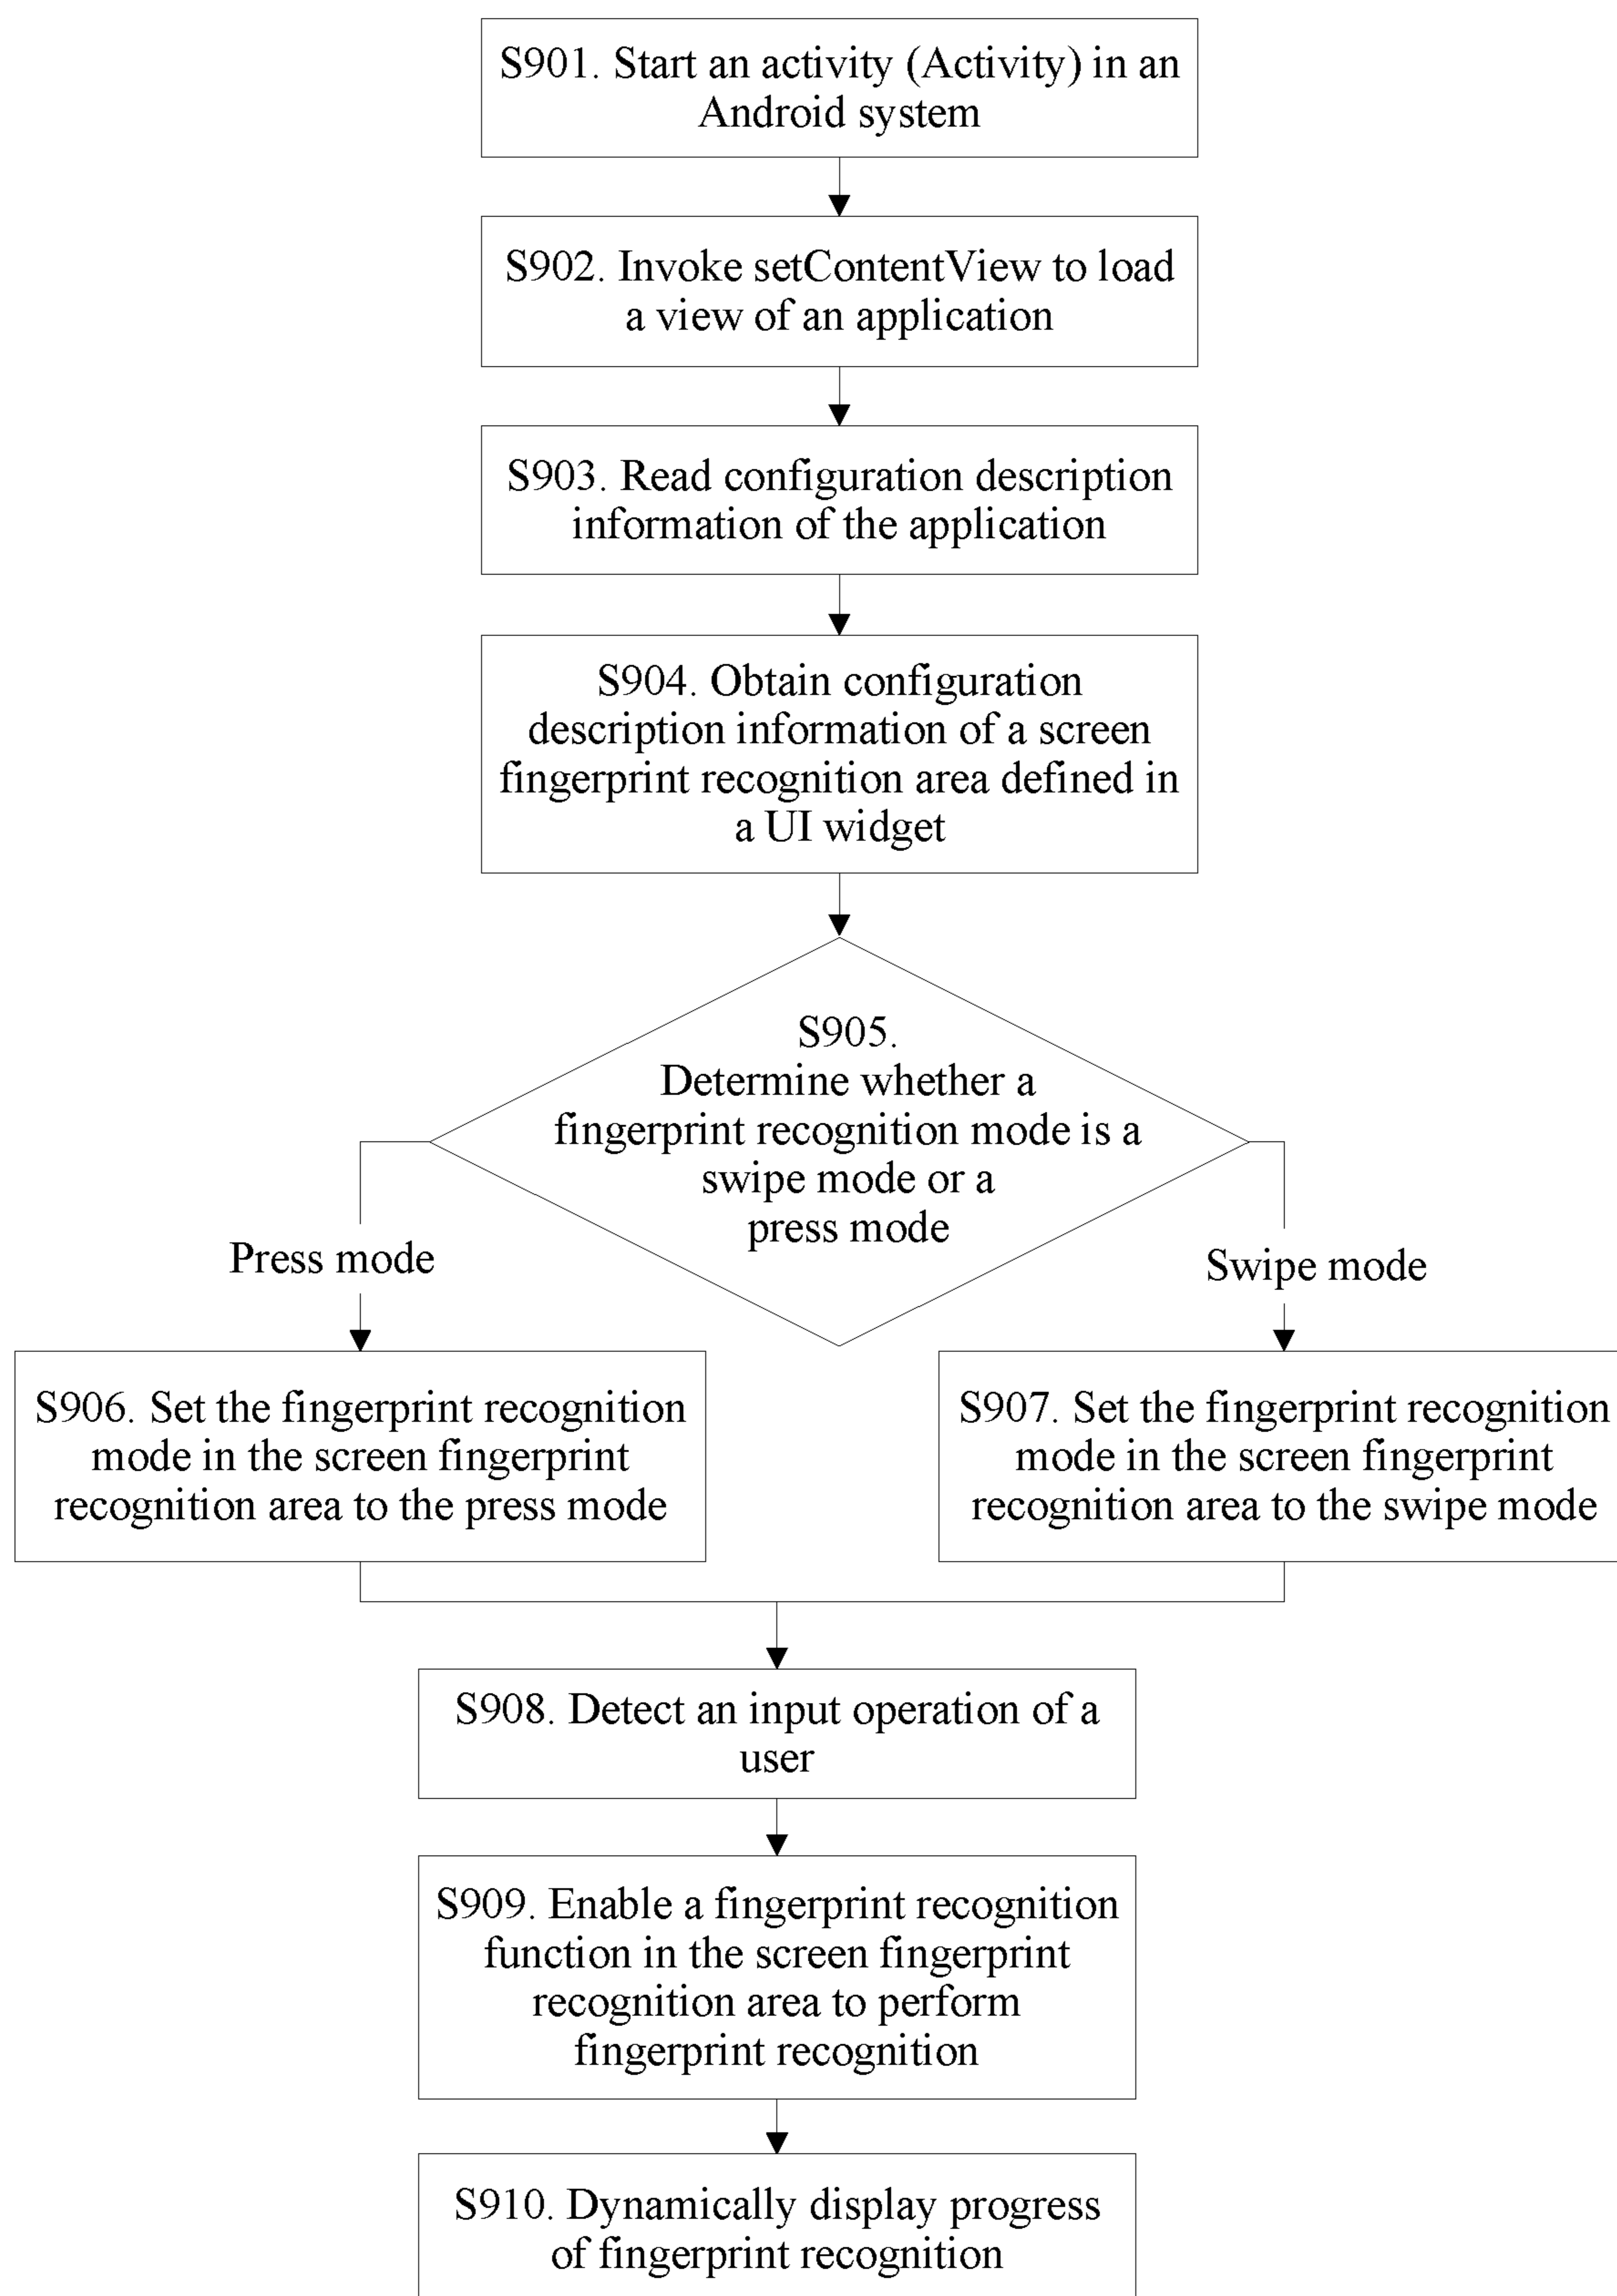 S901. Start an activity (Activity) in an
Android system
S902. Invoke setContentView to load
a view of an application
S903. Read configuration description
information of the application
S904. Obtain configuration
description information of a screen
fingerprint recognition area defined in
a UI widget
S905.
Determine whether a
fingerprint recognition mode is a
swipe mode or a
press mode
Press mode
Swipe mode
S906. Set the fingerprint recognition
mode in the screen fingerprint
recognition area to the press mode
S907. Set the fingerprint recognition
mode in the screen fingerprint
recognition area to the swipe mode
S908. Detect an input operation of a
user
S909. Enable a fingerprint recognition
function in the screen fingerprint
recognition area to perform
fingerprint recognition
S910. Dynamically display progress
of fingerprint recognition